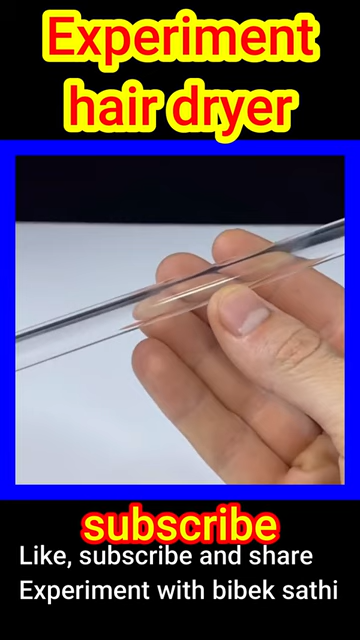 Experiment
hair dryer
subscribe
Like, subscribe and share
Experiment with bibek sathi